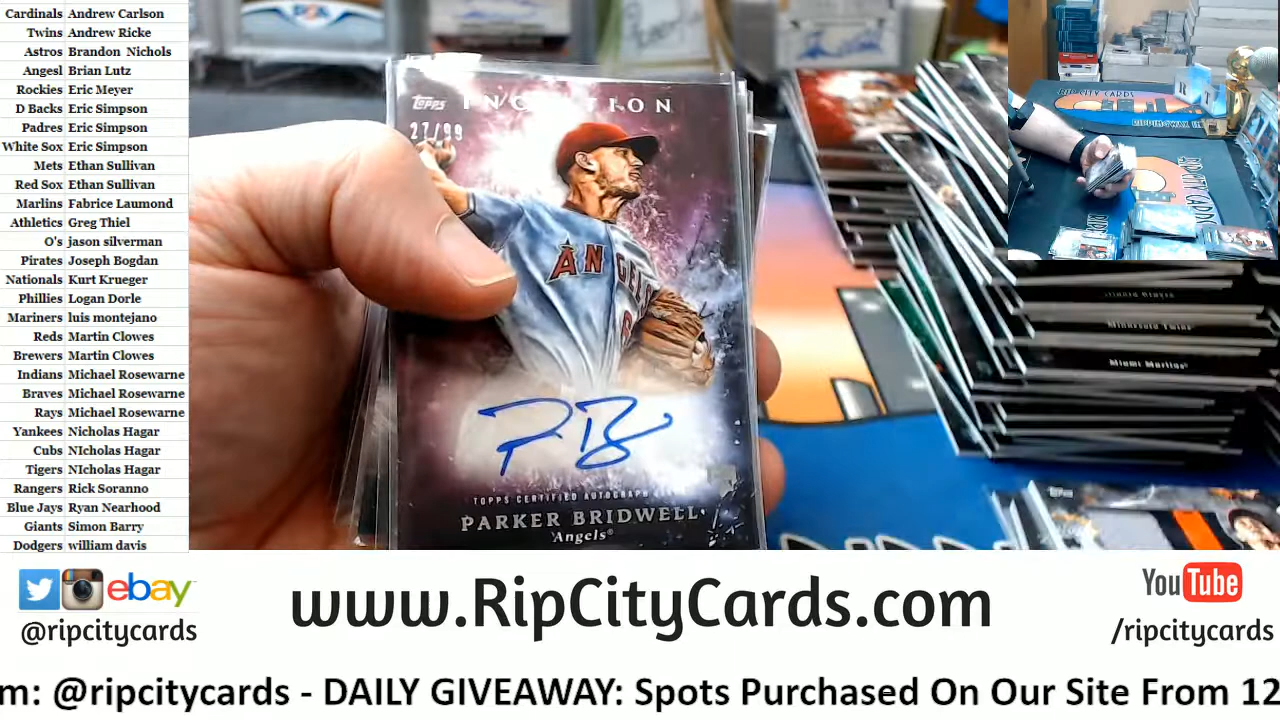 Cardinals Andrew Carlson
Twins Andrew Ricke
Astros Brandon Nichols
Angesl Brian Lutz
Rockies Eric Meyer
D Backs Eric Simpson
Padres Eric Simpson
White Sox Eric Simpson
Mets Ethan Sullivan
Red Sox Ethan Sullivan
Marlins Fabrice Laumond
Athletics Greg Thiel
O's jason silverman
Pirates Joseph Bogdan
Nationals Kurt Krueger
Phillies Logan Dorle
Mariners luis montejano
Reds Martin Clowes
Brewers Martin Clowes
Indians Michael Rosewarne
Braves Michael Rosewarne
Rays Michael Rosewarne
Yankees Nicholas Hagar
Cubs NIcholas Hagar
Tigers NIcholas Hagar
Rangers Rick Soranno
Blue Jays Ryan Nearhood
Giants Simon Barry
Dodgers william davis
Topps INCEPTION
27/99
ANGEL
TOPPS CERTIFIED AUTOGRAPH
PARKER BRIDWELL
Angels®
Minnesota Twins
Miami Marlins®
RIP CITY CARDS
ebay
@ripcitycards
www.RipCityCards.com
YouTube
/ripcitycards
m: @ripcitycards - DAILY GIVEAWAY: Spots Purchased On Our Site From 12